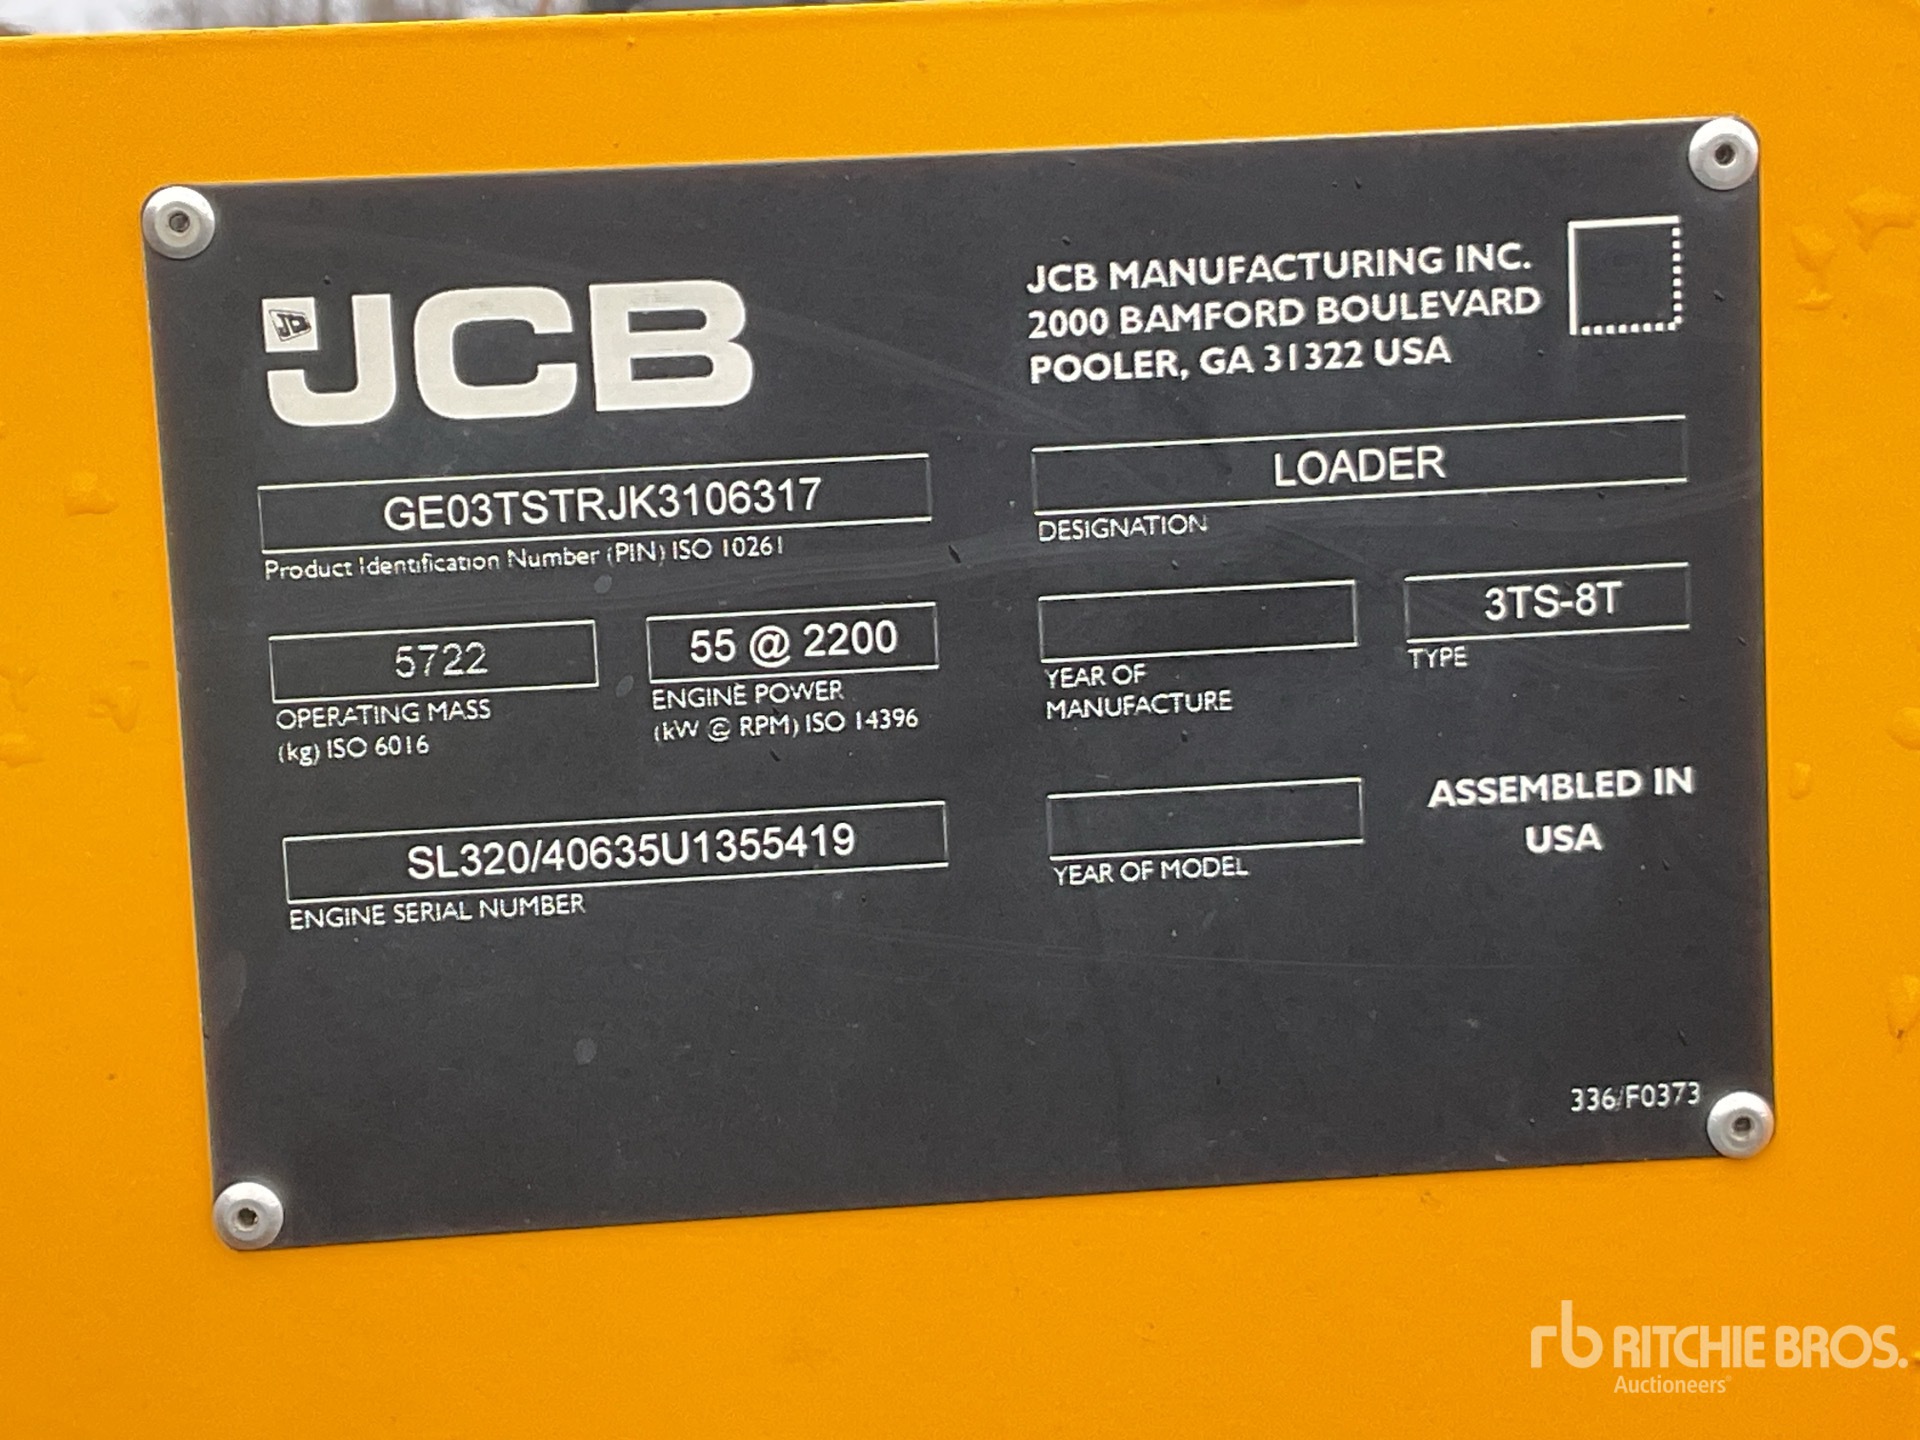 JCB
JCB
JCB MANUFACTURING INC.
2000 BAMFORD BOULEVARD
POOLER, GA 31322 USA
GE03TSTRJK3106317
Product Identification Number (PIN) ISO 10261
LOADER
DESIGNATION
5722
OPERATING MASS
(kg) ISO 6016
55 @ 2200
ENGINE POWER
(kW @ RPM) ISO 14396
YEAR OF
MANUFACTURE
3TS-8T
TYPE
SL320/40635U1355419
ENGINE SERIAL NUMBER
YEAR OF MODEL
ASSEMBLED IN
USA
336/F0373
rb RITCHIE BROS.
Auctioneers